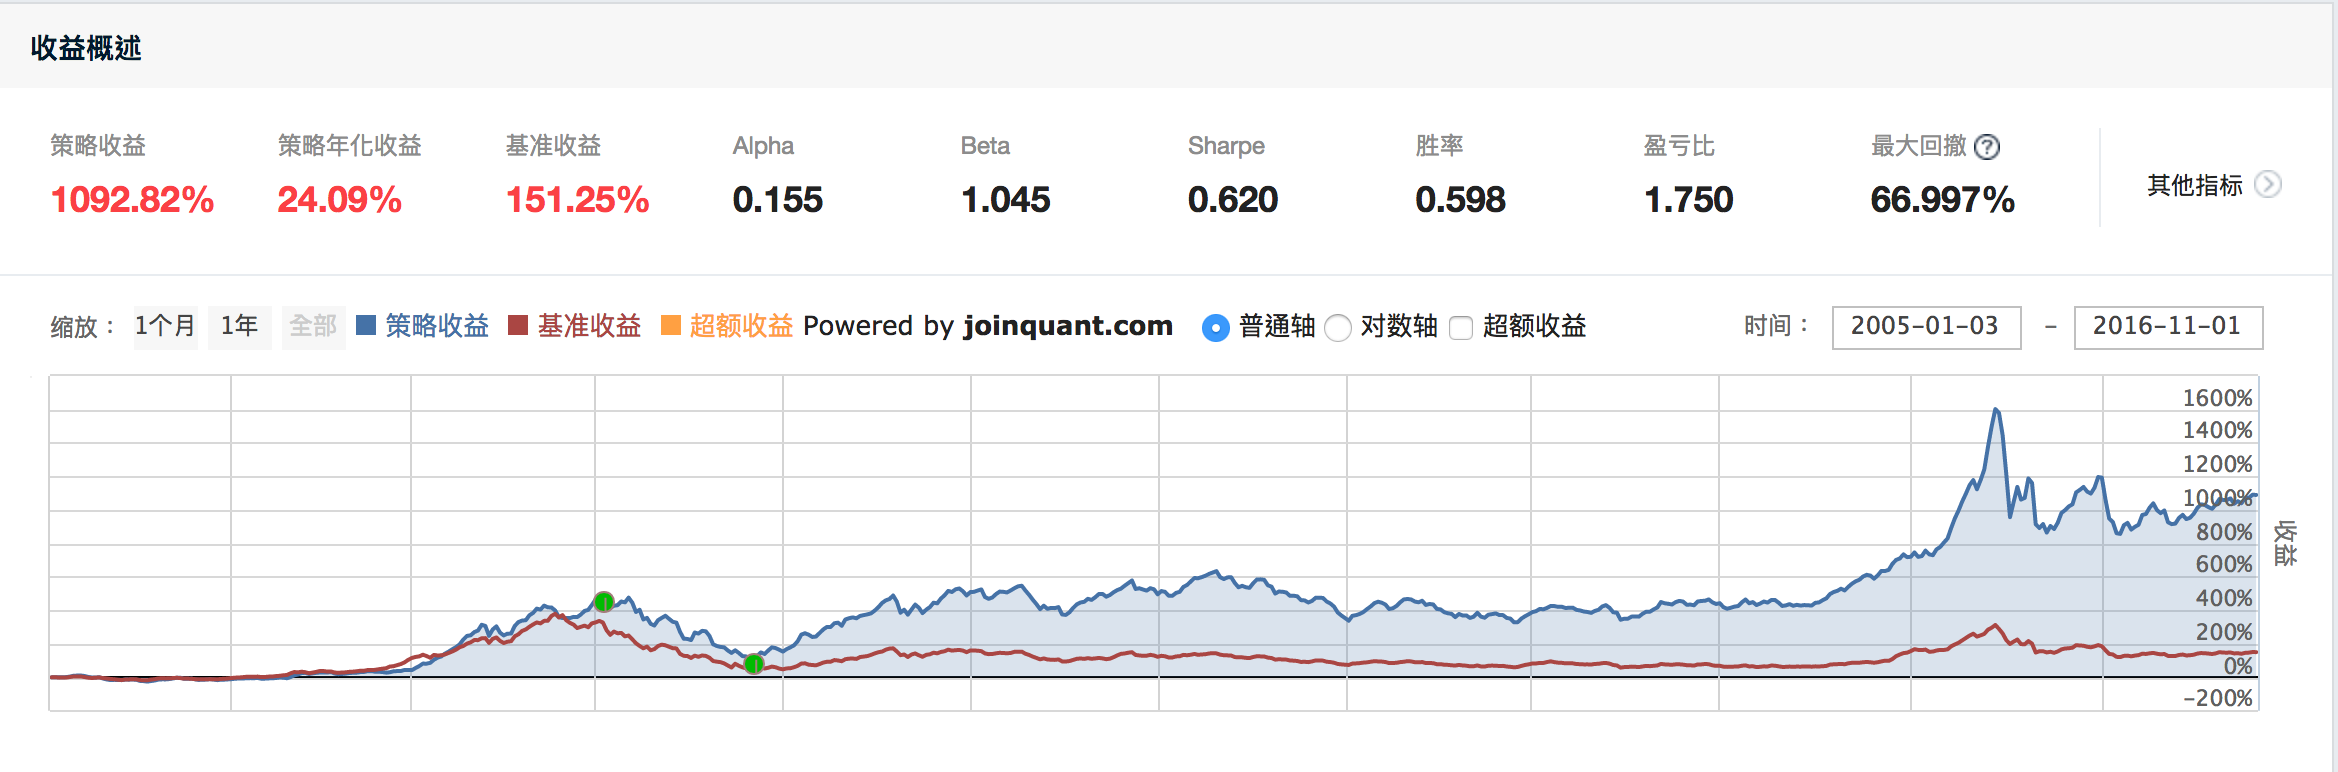 收益概述
策略收益 策略年化收益 基准收益 Alpha Beta Sharpe 胜率 盈亏比 最大回撤 ?
1092.82% 24.09% 151.25% 0.155 1.045 0.620 0.598 1.750 66.997% 其他指标
缩放： 1个月 1年 全部 策略收益 基准收益 超额收益 Powered by joinquant.com 普通轴 对数轴 超额收益 时间： 2005-01-03 - 2016-11-01
1600%
1400%
1200%
1000%
800%
600%
400%
200%
0%
-200%
收益